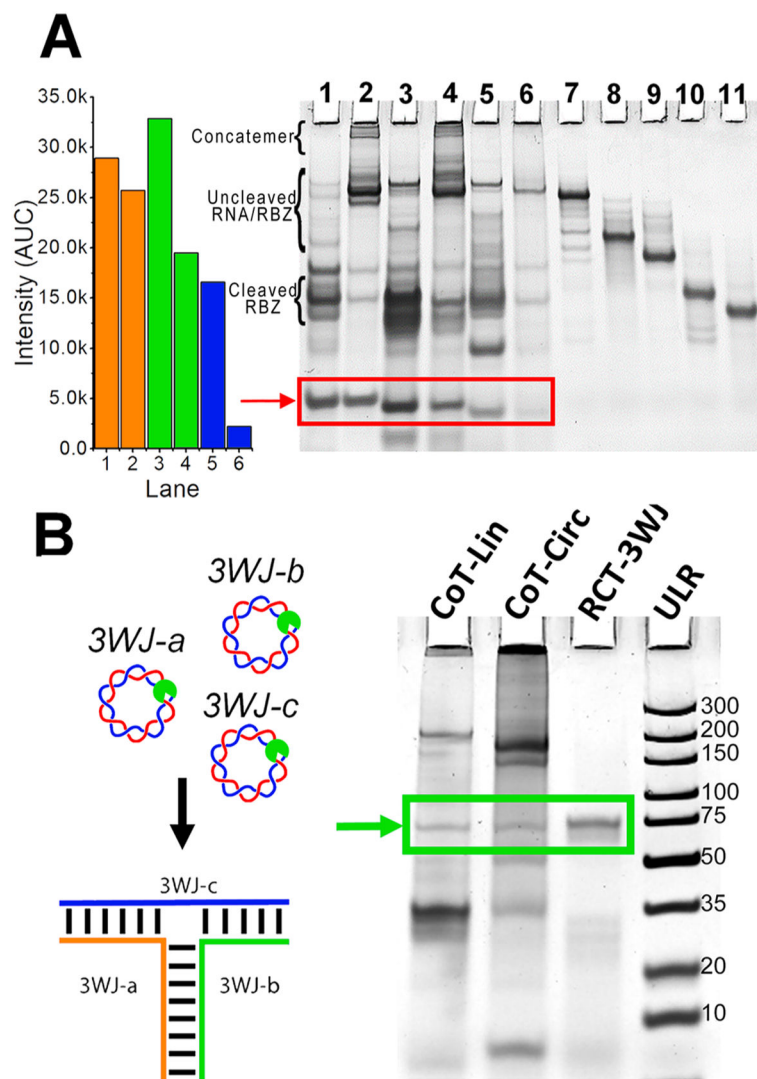 A
35.0k
30.0k
25.0k
20.0k
15.0k
10.0k
5.0k
0.0
Intensity (AUC)
1 2 3 4 5 6
Lane
1 2 3 4 5 6 7 8 9 10 11
Concatemer
Uncleaved
RNA/RBZ
Cleaved
RBZ
B
3WJ-b
3WJ-a
3WJ-c
3WJ-c
3WJ-a
3WJ-b
CoT-Lin
CoT-Circ
RCT-3WJ
ULR
300
200
150
100
75
50
35
20
10